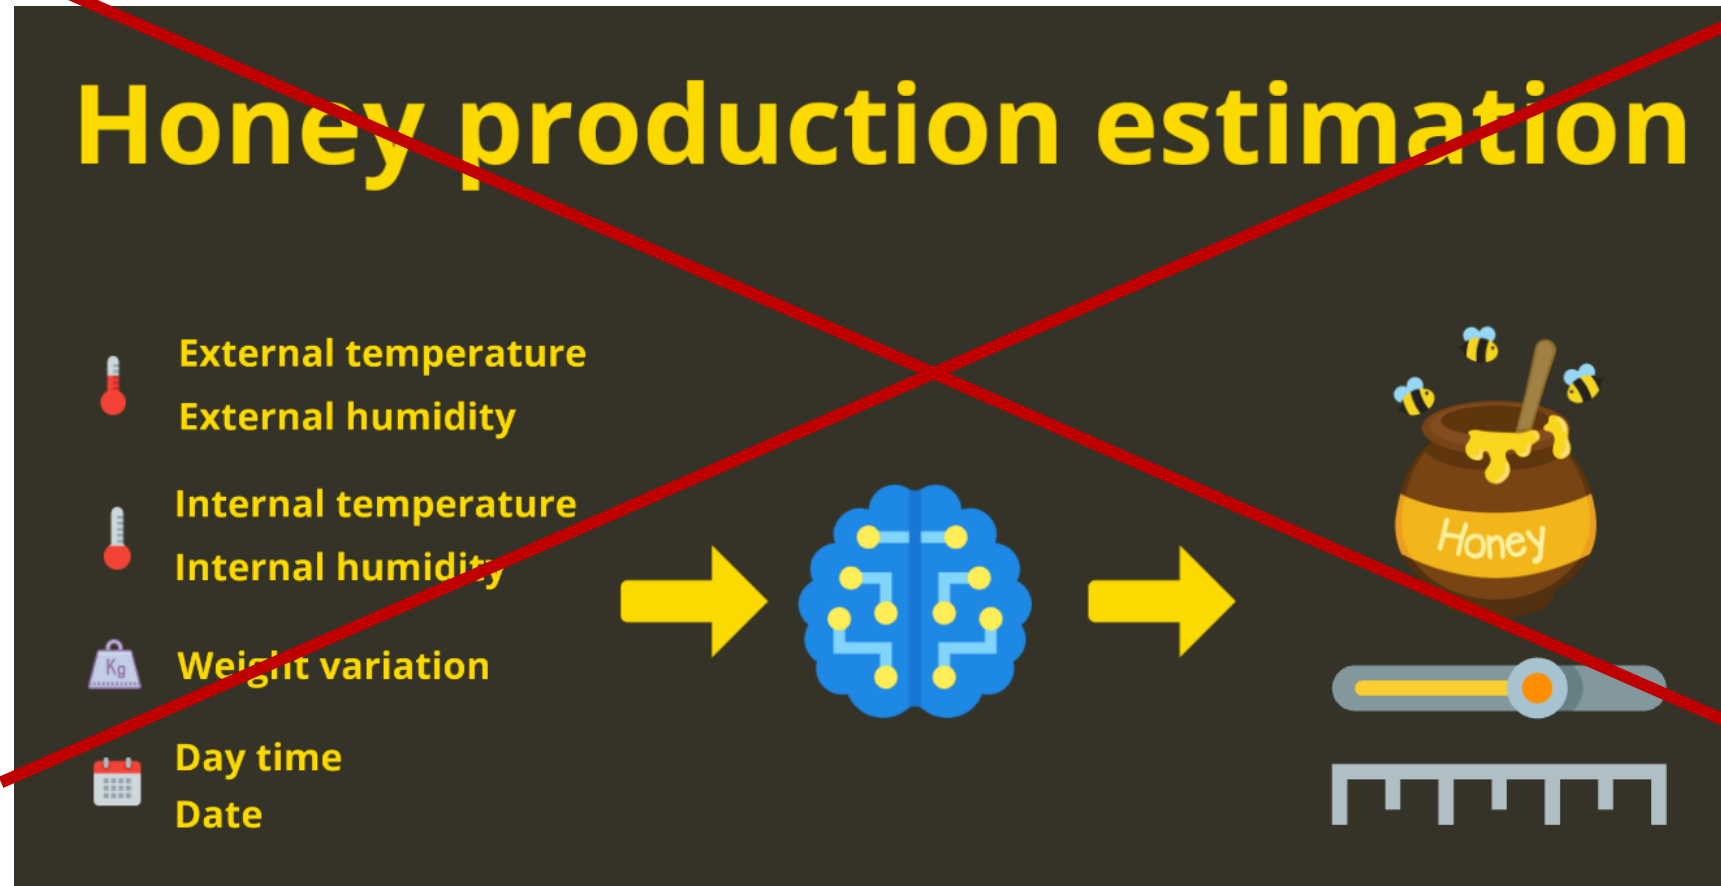 Honey production estimation
External temperature
External humidity
Internal temperature
Internal humidity
Kg
Weight variation
Day time
Date
Honey